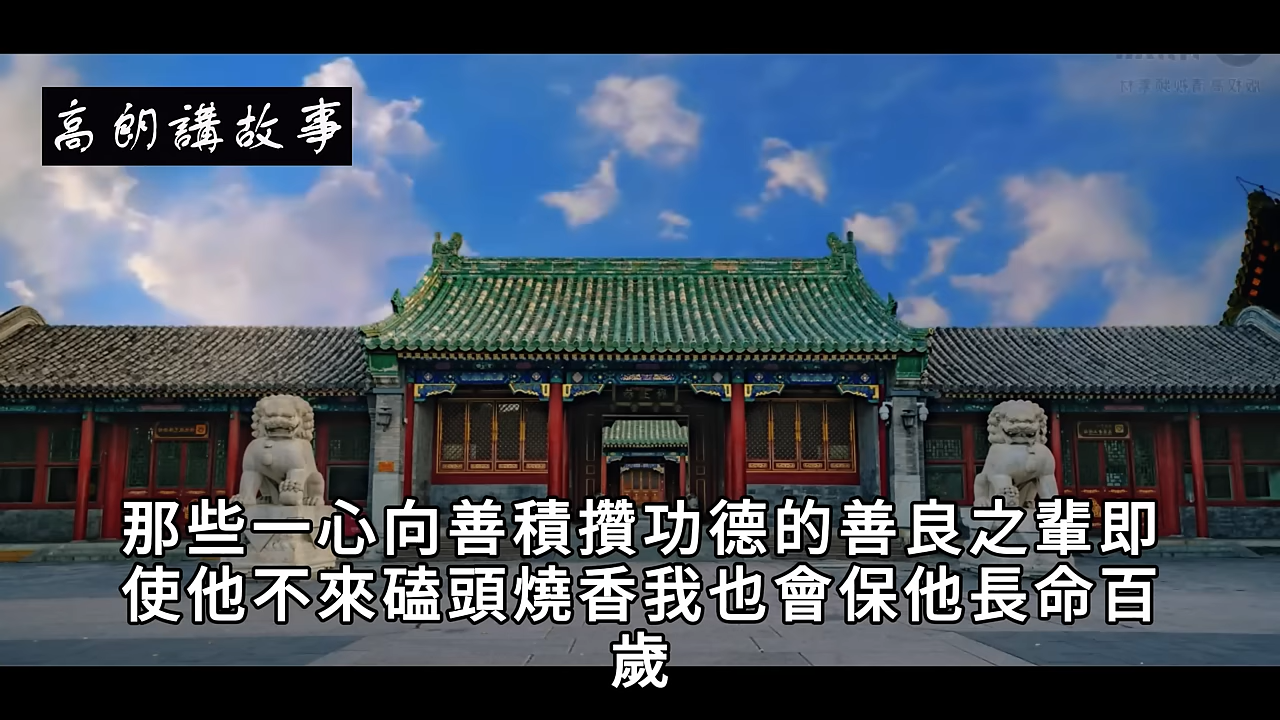 高朗講故事
那些一心向善積攢功德的善良之輩即
使他不來磕頭燒香我也會保他長命百
歲